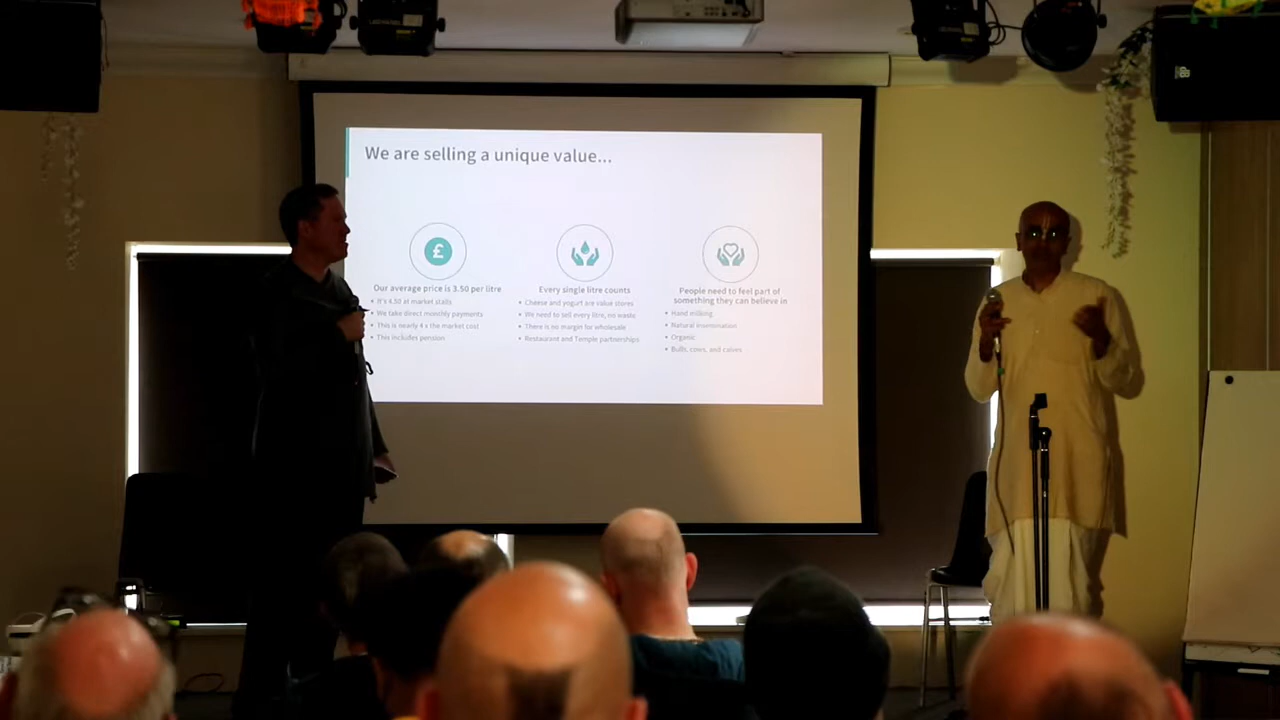 We are selling a unique value...
£
Our average price is 3.50 per litre
It's 4.50 at market stalls
We take direct monthly payments
This is nearly 4 x the market cost
This includes pension
Every single litre counts
Cheese and yogurt are value stores
We need to sell every litre, no waste
There is no margin for wholesale
Restaurant and Temple partnerships
People need to feel part of
something they can believe in
Hand milking
Natural insemination
Organic
Bulls, cows, and calves